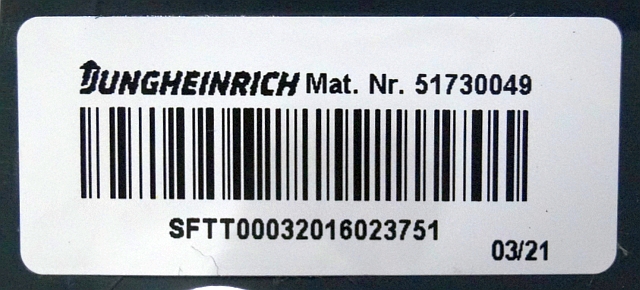 JUNGHEINRICH Mat. Nr. 51730049
SFTT00032016023751
03/21